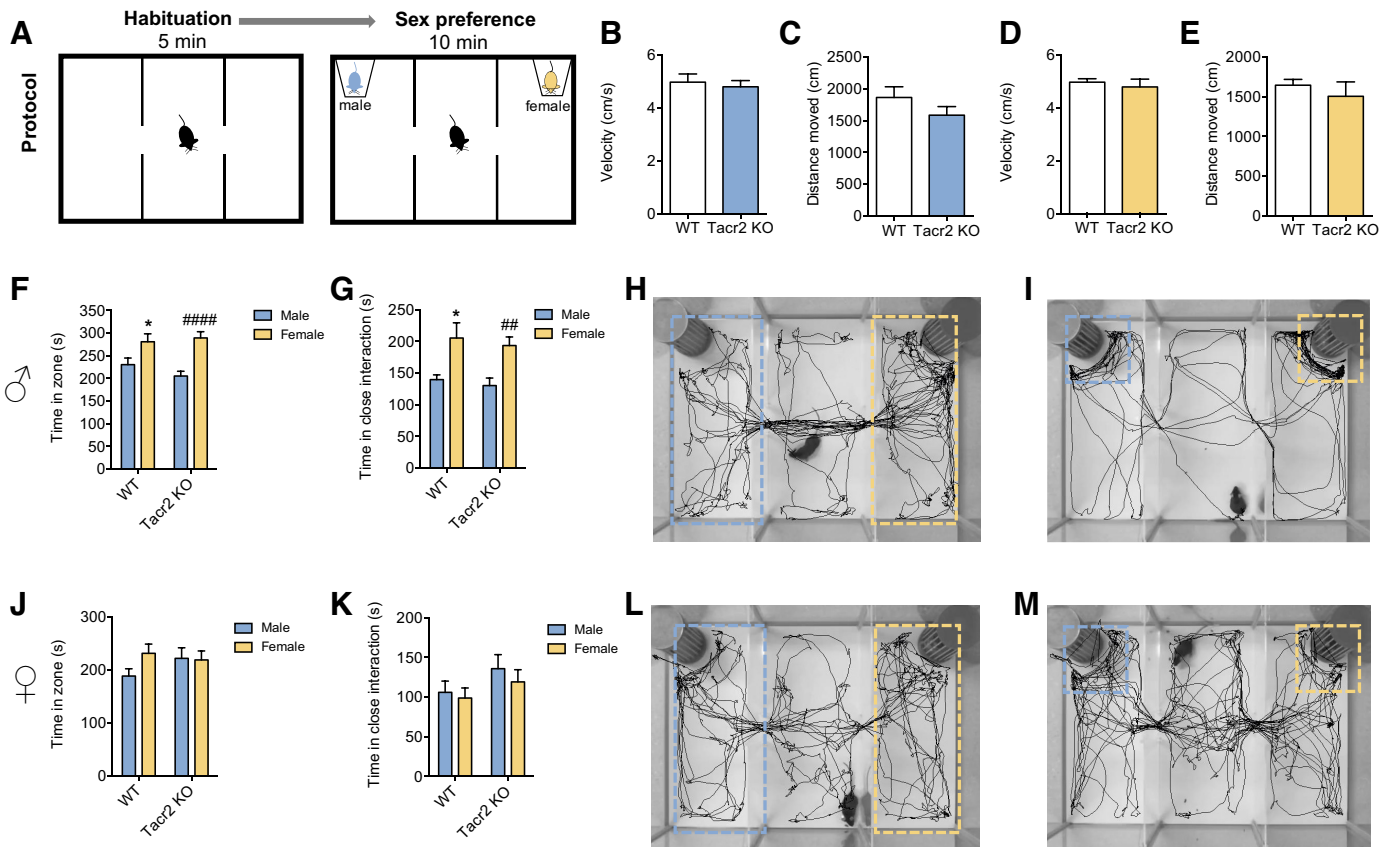 Habituation
Sex preference
5 min
10 min
A
Protocol
male
female
B
Velocity (cm/s)
6
4
2
0
WT
Tacr2 KO
C
Distance moved (cm)
2500
2000
1500
1000
500
0
WT
Tacr2 KO
D
Velocity (cm/s)
6
4
2
0
WT
Tacr2 KO
E
Distance moved (cm)
2000
1500
1000
500
0
WT
Tacr2 KO
♂
F
Time in zone (s)
350
300
250
200
150
100
50
0
*
####
WT
Tacr2 KO
Male
Female
G
Time in close interaction (s)
250
200
150
100
50
0
*
##
WT
Tacr2 KO
Male
Female
H
I
♀
J
Time in zone (s)
300
200
100
0
WT
Tacr2 KO
Male
Female
K
Time in close interaction (s)
200
150
100
50
0
WT
Tacr2 KO
Male
Female
L
M